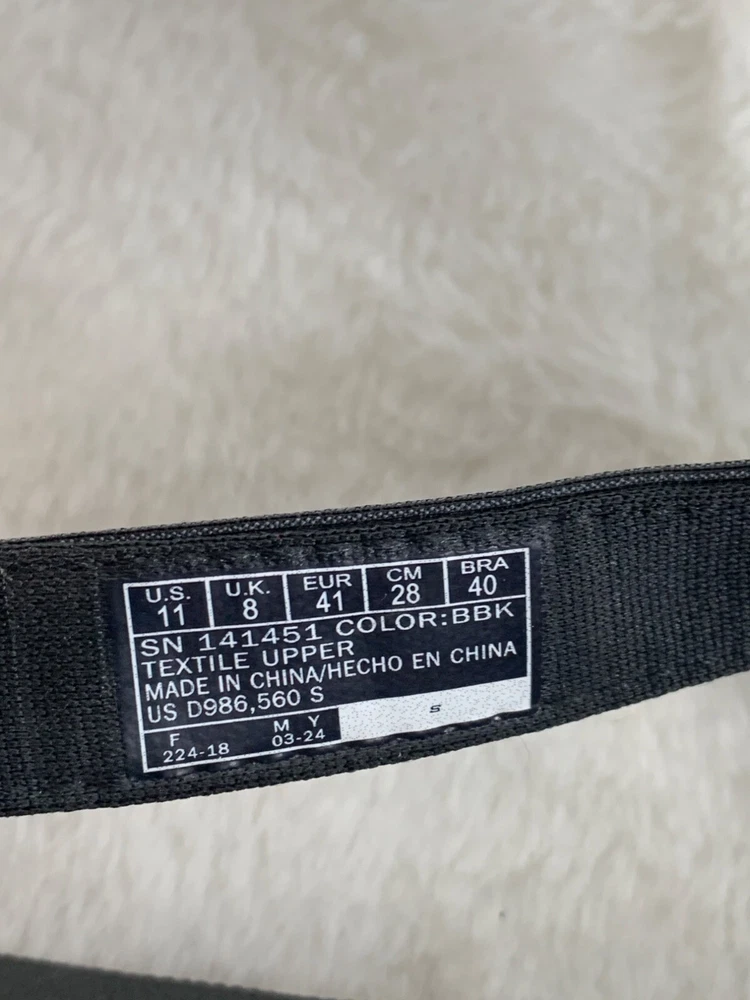 U.S. U.K. EUR CM BRA
11 8 41 28 40
SN 141451 COLOR:BBK
TEXTILE UPPER
MADE IN CHINA/HECHO EN CHINA
US D986,560 S
F M Y S
224-18 03-24